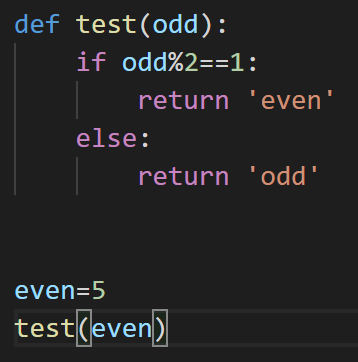 def test(odd):
    if odd%2==1:
        return 'even'
    else:
        return 'odd'
even=5
test(even)